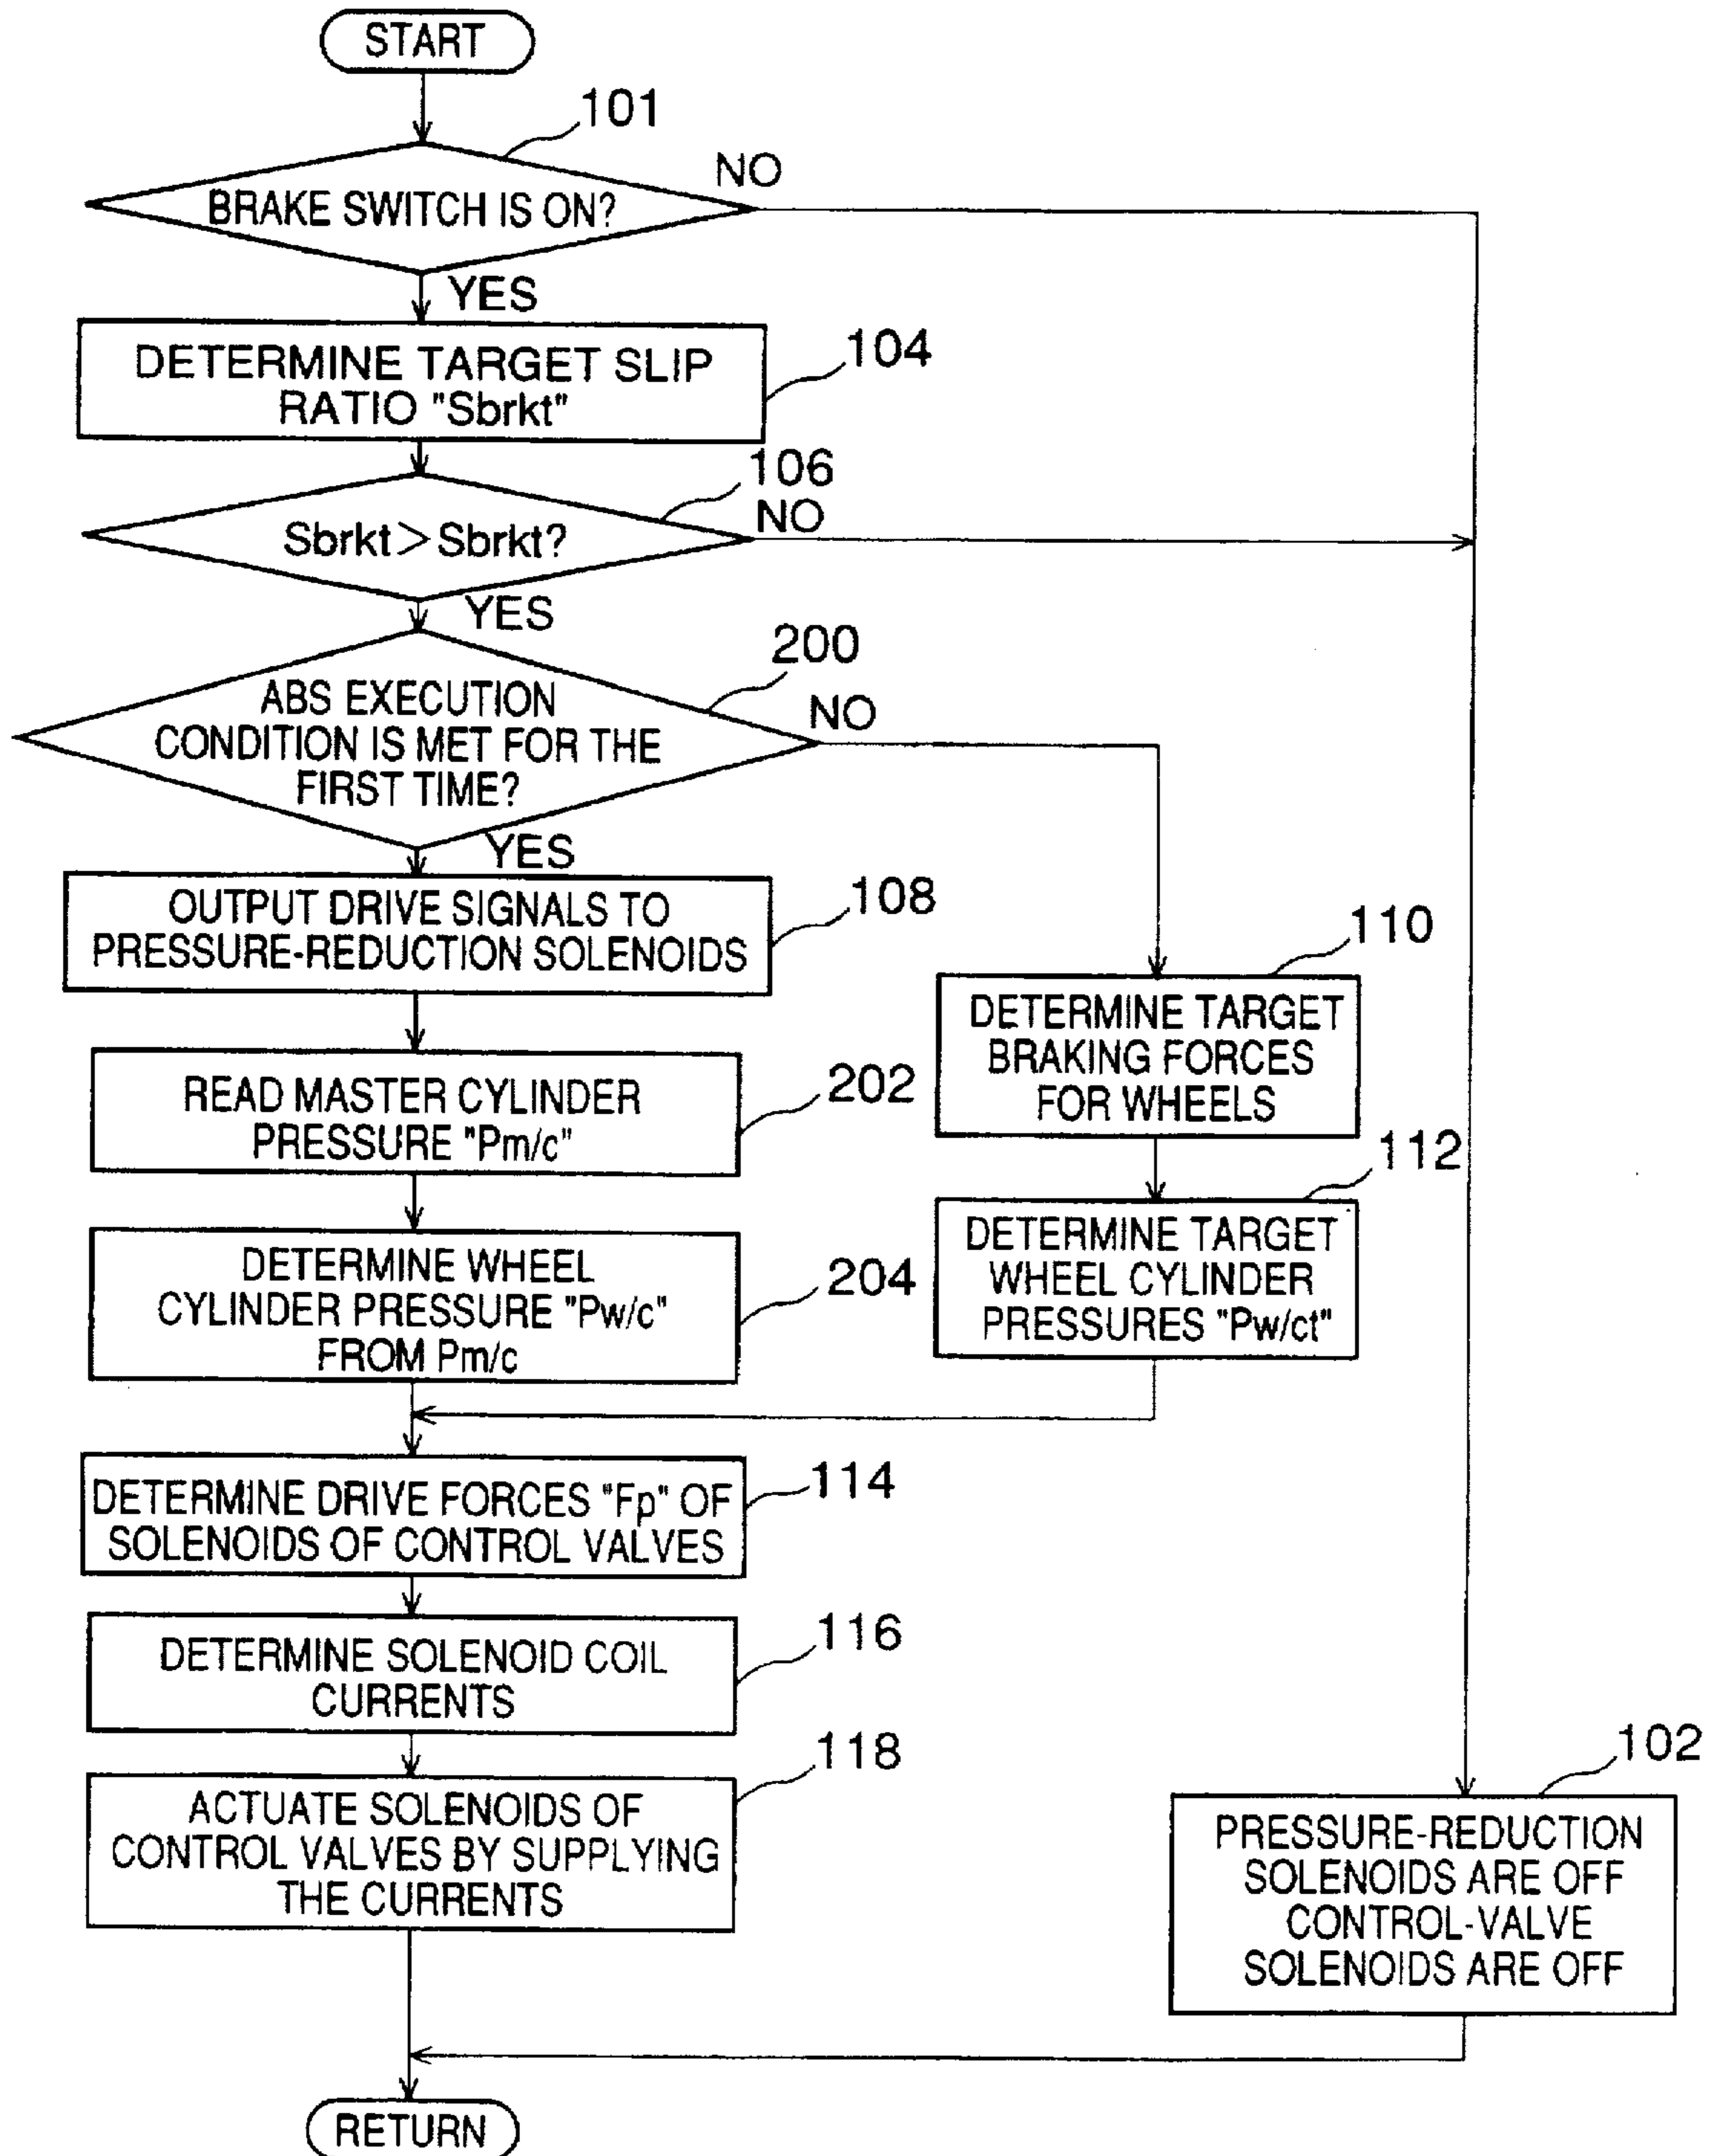 START
101
NO
BRAKE SWITCH IS ON?
YES
DETERMINE TARGET SLIP
RATIO "Sbrkt"
104
106
NO
Sbrkt>Sbrkt?
YES
200
ABS EXECUTION
CONDITION IS MET FOR THE
FIRST TIME?
NO
YES
OUTPUT DRIVE SIGNALS TO
PRESSURE-REDUCTION SOLENOIDS
108
110
DETERMINE TARGET
BRAKING FORCES
FOR WHEELS
READ MASTER CYLINDER
PRESSURE "Pm/c"
202
112
DETERMINE TARGET
WHEEL CYLINDER
PRESSURES "Pw/ct"
DETERMINE WHEEL
CYLINDER PRESSURE "Pw/c"
FROM Pm/c
204
DETERMINE DRIVE FORCES "Fp" OF
SOLENOIDS OF CONTROL VALVES
114
DETERMINE SOLENOID COIL
CURRENTS
116
118
ACTUATE SOLENOIDS OF
CONTROL VALVES BY SUPPLYING
THE CURRENTS
102
PRESSURE-REDUCTION
SOLENOIDS ARE OFF
CONTROL-VALVE
SOLENOIDS ARE OFF
RETURN